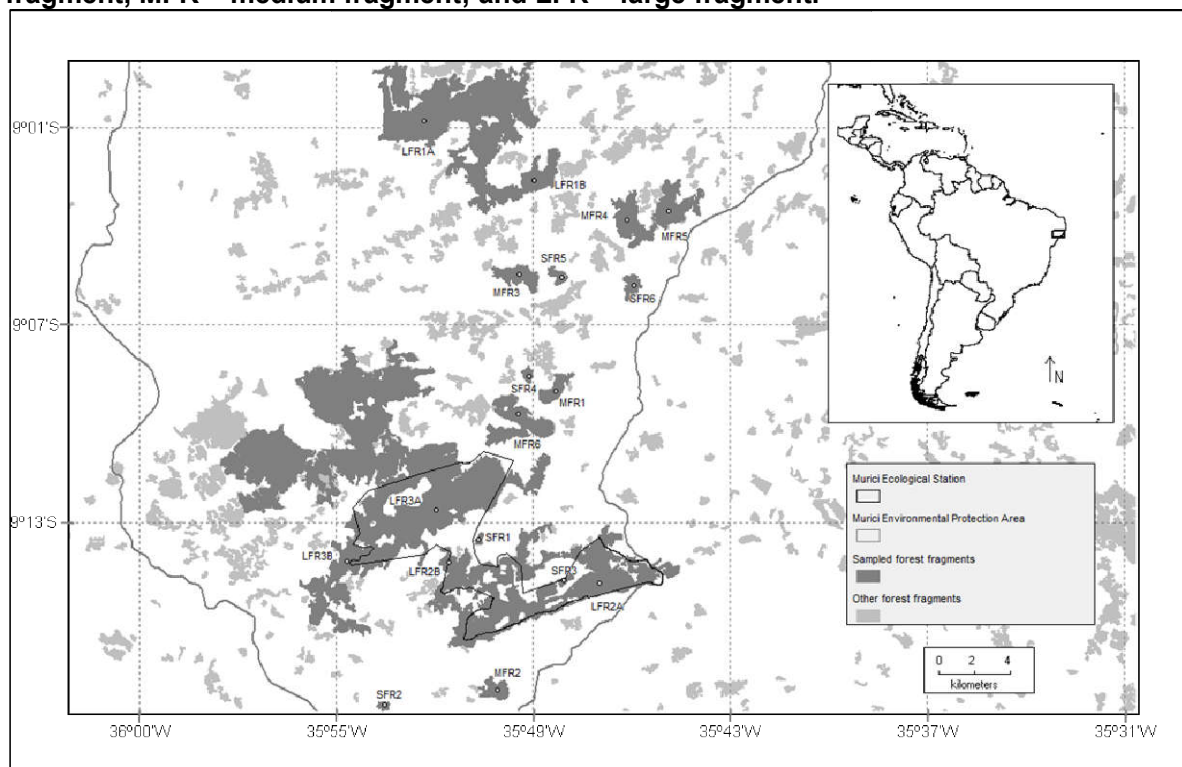 fragment, MFR = medium fragment, and LFR = large fragment.
9°01'S
LFR1A
LFR1B
MFR4
MFR5
SFR5
MFR3
SFR6
9°07'S
SFR4
MFR1
MFR6
LFR3A
9°13'S
SFR1
LFR3B
LFR2B
SFR3
LFR2A
MFR2
SFR2
36°00'W
35°55'W
35°49'W
35°43'W
35°37'W
35°31'W
N
Murici Ecological Station
Murici Environmental Protection Area
Sampled forest fragments
Other forest fragments
0 2 4
kilometers